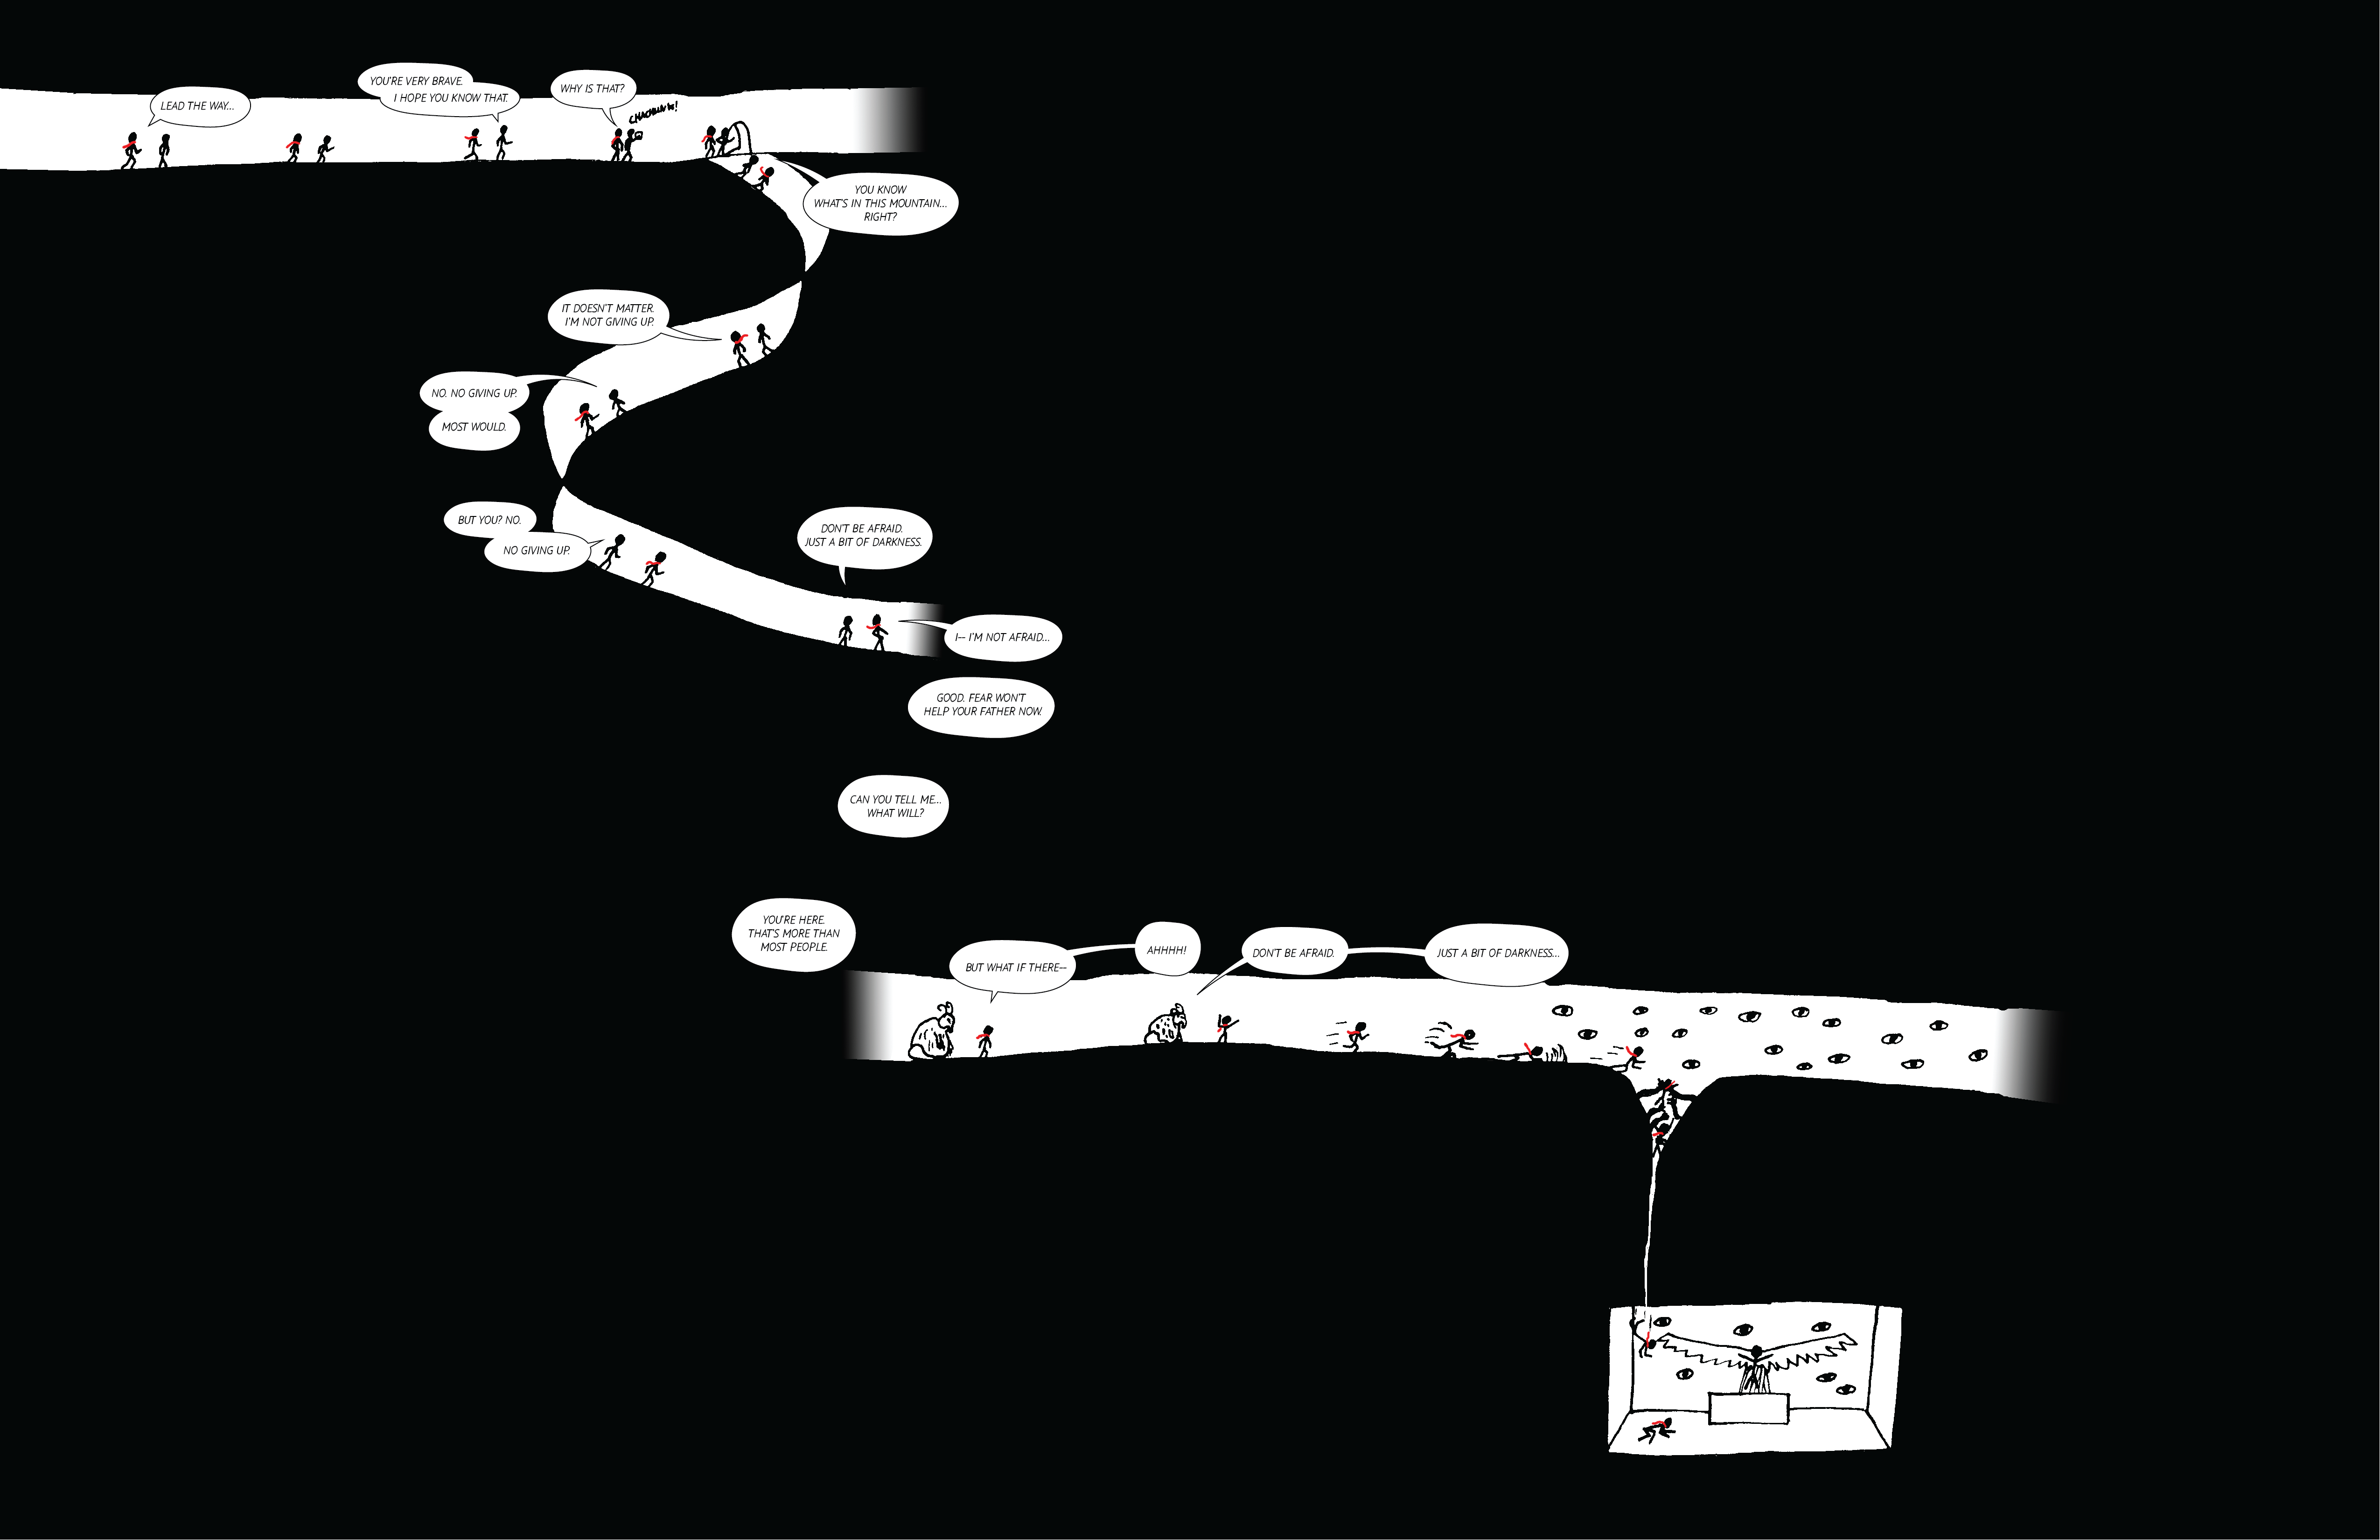 LEAD THE WAY...
YOU'RE VERY BRAVE.
I HOPE YOU KNOW THAT.
WHY IS THAT?
YOU KNOW
WHAT'S IN THIS MOUNTAIN...
RIGHT?
IT DOESN'T MATTER.
I'M NOT GIVING UP.
NO. NO GIVING UP.
MOST WOULD.
BUT YOU? NO.
NO GIVING UP.
DON'T BE AFRAID.
JUST A BIT OF DARKNESS.
I-- I'M NOT AFRAID...
GOOD. FEAR WON'T
HELP YOUR FATHER NOW.
CAN YOU TELL ME...
WHAT WILL?
YOU'RE HERE.
THAT'S MORE THAN
MOST PEOPLE.
BUT WHAT IF THERE--
AHHHH!
DON'T BE AFRAID.
JUST A BIT OF DARKNESS...